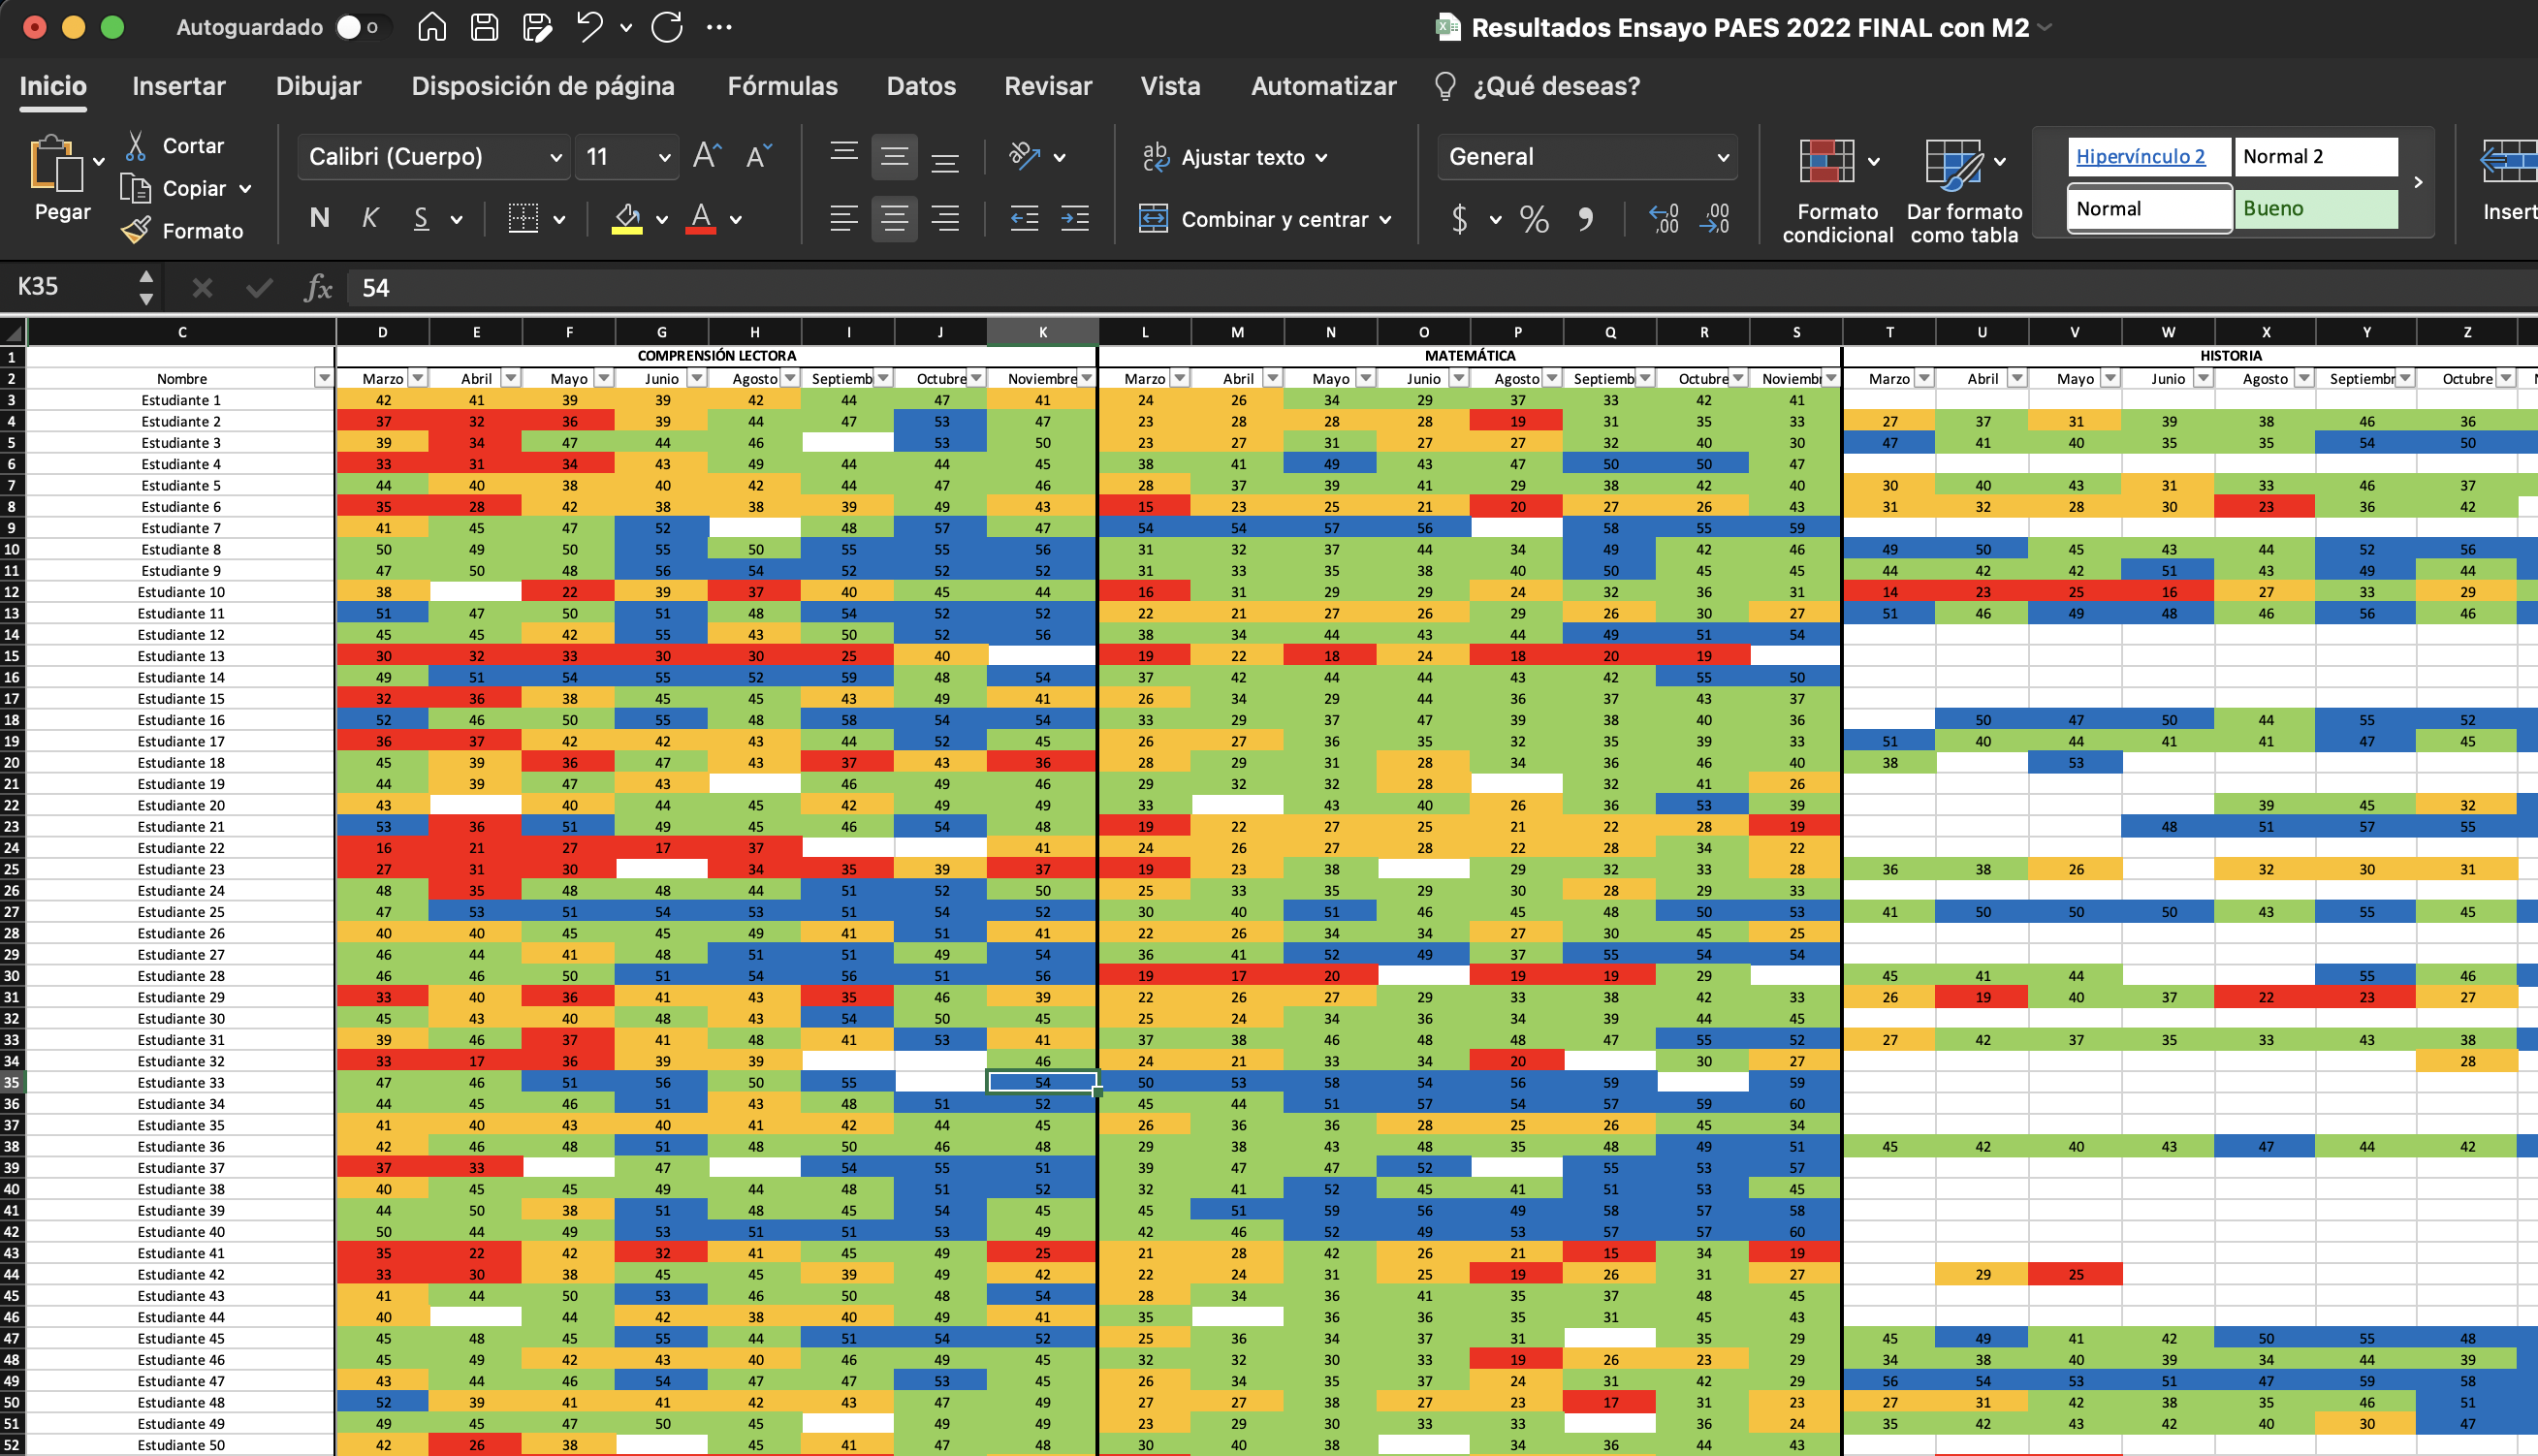 Autoguardado O Resultados Ensayo PAES 2022 FINAL con M2
Inicio Insertar Dibujar Disposición de página Fórmulas Datos Revisar Vista Automatizar ¿Qué deseas?
Pegar Cortar Copiar Formato Calibri (Cuerpo) 11 N K S A Ajustar texto Combinar y centrar General $ % Formato condicional Dar formato como tabla Hipervínculo 2 Normal 2 Normal Bueno Insert
K35 fx 54
C D E F G H I J K L M N O P Q R S T U V W X Y Z
1 COMPRENSIÓN LECTORA MATEMÁTICA HISTORIA
2 Nombre Marzo Abril Mayo Junio Agosto Septiemb Octubre Noviembre Marzo Abril Mayo Junio Agosto Septiemb Octubre Noviembr Marzo Abril Mayo Junio Agosto Septiembr Octubre
3 Estudiante 1 42 41 39 39 42 44 47 41 24 26 34 29 37 33 42 41
4 Estudiante 2 37 32 36 39 44 47 53 47 23 28 28 28 19 31 35 33 27 37 31 39 38 46 36
5 Estudiante 3 39 34 47 44 46 53 50 23 27 31 27 27 32 40 30 47 41 40 35 35 54 50
6 Estudiante 4 33 31 34 43 49 44 44 45 38 41 49 43 47 50 50 47
7 Estudiante 5 44 40 38 40 42 44 47 46 28 37 39 41 29 38 42 40 30 40 43 31 33 46 37
8 Estudiante 6 35 28 42 38 38 39 49 43 15 23 25 21 20 27 26 43 31 32 28 30 23 36 42
9 Estudiante 7 41 45 47 52 48 57 47 54 54 57 56 58 55 59
10 Estudiante 8 50 49 50 55 50 55 55 56 31 32 37 44 34 49 42 46 49 50 45 43 44 52 56
11 Estudiante 9 47 50 48 56 54 52 52 52 31 33 35 38 40 50 45 45 44 42 42 51 43 49 44
12 Estudiante 10 38 22 39 37 40 45 44 16 31 29 29 24 32 36 31 14 23 25 16 27 33 29
13 Estudiante 11 51 47 50 51 48 54 52 52 22 21 27 26 29 26 30 27 51 46 49 48 46 56 46
14 Estudiante 12 45 45 42 55 43 50 52 56 38 34 44 43 44 49 51 54
15 Estudiante 13 30 32 33 30 30 25 40 19 22 18 24 18 20 19
16 Estudiante 14 49 51 54 55 52 59 48 54 37 42 44 44 43 42 55 50
17 Estudiante 15 32 36 38 45 45 43 49 41 26 34 29 44 36 37 43 37
18 Estudiante 16 52 46 50 55 48 58 54 54 33 29 37 47 39 38 40 36 50 47 50 44 55 52
19 Estudiante 17 36 37 42 42 43 44 52 45 26 27 36 35 32 35 39 33 51 40 44 41 41 47 45
20 Estudiante 18 45 39 36 47 43 37 43 36 28 29 31 28 34 36 46 40 38 53
21 Estudiante 19 44 39 47 43 46 49 46 29 32 32 28 32 41 26
22 Estudiante 20 43 40 44 45 42 49 49 33 43 40 26 36 53 39 39 45 32
23 Estudiante 21 53 36 51 49 45 46 54 48 19 22 27 25 21 22 28 19 48 51 57 55
24 Estudiante 22 16 21 27 17 37 41 24 26 27 28 22 28 34 22
25 Estudiante 23 27 31 30 34 35 39 37 19 23 38 29 32 33 28 36 38 26 32 30 31
26 Estudiante 24 48 35 48 48 44 51 52 50 25 33 35 29 30 28 29 33
27 Estudiante 25 47 53 51 54 53 51 54 52 30 40 51 46 45 48 50 53 41 50 50 50 43 55 45
28 Estudiante 26 40 40 45 45 49 41 51 41 22 26 34 34 27 30 45 25
29 Estudiante 27 46 44 41 48 51 51 49 54 36 41 52 49 37 55 54 54
30 Estudiante 28 46 46 50 51 54 56 51 56 19 17 20 19 19 29 45 41 44 55 46
31 Estudiante 29 33 40 36 41 43 35 46 39 22 26 27 29 33 38 42 33 26 19 40 37 22 23 27
32 Estudiante 30 45 43 40 48 43 54 50 45 25 24 34 36 34 39 44 45
33 Estudiante 31 39 46 37 41 48 41 53 41 37 38 46 48 48 47 55 52 27 42 37 35 33 43 38
34 Estudiante 32 33 17 36 39 39 46 24 21 33 34 20 30 27 28
35 Estudiante 33 47 46 51 56 50 55 54 50 53 58 54 56 59 59
36 Estudiante 34 44 45 46 51 43 48 51 52 45 44 51 57 54 57 59 60
37 Estudiante 35 41 40 43 40 41 42 44 45 26 36 36 28 25 26 45 34
38 Estudiante 36 42 46 48 51 48 50 46 48 29 38 43 48 35 48 49 51 45 42 40 43 47 44 42
39 Estudiante 37 37 33 47 54 55 51 39 47 47 52 55 53 57
40 Estudiante 38 40 45 45 49 44 48 51 52 32 41 52 45 41 51 53 45
41 Estudiante 39 44 50 38 51 48 45 54 45 45 51 59 56 49 58 57 58
42 Estudiante 40 50 44 49 53 51 51 53 49 42 46 52 49 53 57 57 60
43 Estudiante 41 35 22 42 32 41 45 49 25 21 28 42 26 21 15 34 19
44 Estudiante 42 33 30 38 45 45 39 49 42 22 24 31 25 19 26 31 27 29 25
45 Estudiante 43 41 44 50 53 46 50 48 54 28 34 36 41 35 37 48 45
46 Estudiante 44 40 44 42 38 40 49 41 35 36 36 35 31 45 43
47 Estudiante 45 45 48 45 55 44 51 54 52 25 36 34 37 31 35 29 45 49 41 42 50 55 48
48 Estudiante 46 45 49 42 43 40 46 49 45 32 32 30 33 19 26 23 29 34 38 40 39 34 44 39
49 Estudiante 47 43 44 46 54 47 47 53 45 26 34 35 37 24 31 42 29 56 54 53 51 47 59 58
50 Estudiante 48 52 39 41 41 42 43 47 49 27 27 38 27 23 17 31 23 27 31 42 38 35 46 51
51 Estudiante 49 49 45 47 50 45 49 49 23 29 30 33 33 36 24 35 42 43 42 40 30 47
52 Estudiante 50 42 26 38 45 41 47 48 30 40 38 34 36 44 43